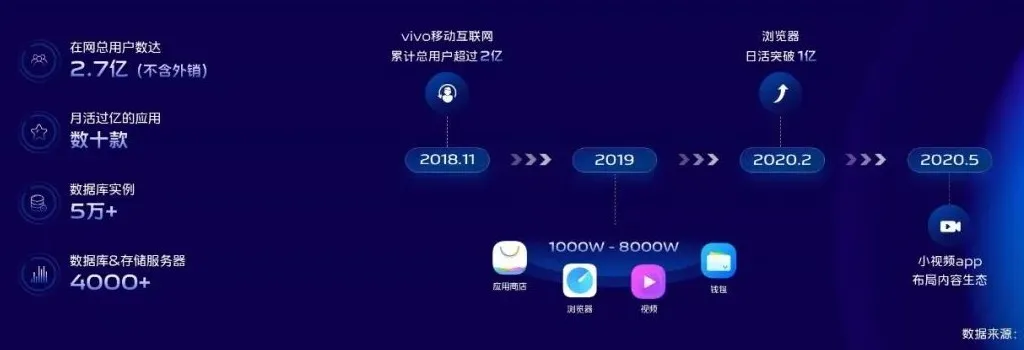 在网总用户数达
2.7亿（不含外销）
月活过亿的应用
数十款
数据库实例
5万+
数据库&存储服务器
4000+
vivo移动互联网
累计总用户超过 2亿
浏览器
日活突破 1亿
2018.11
2019
2020.2
2020.5
1000W - 8000W
应用商店
浏览器
视频
钱包
小视频app
布局内容生态
数据来源：